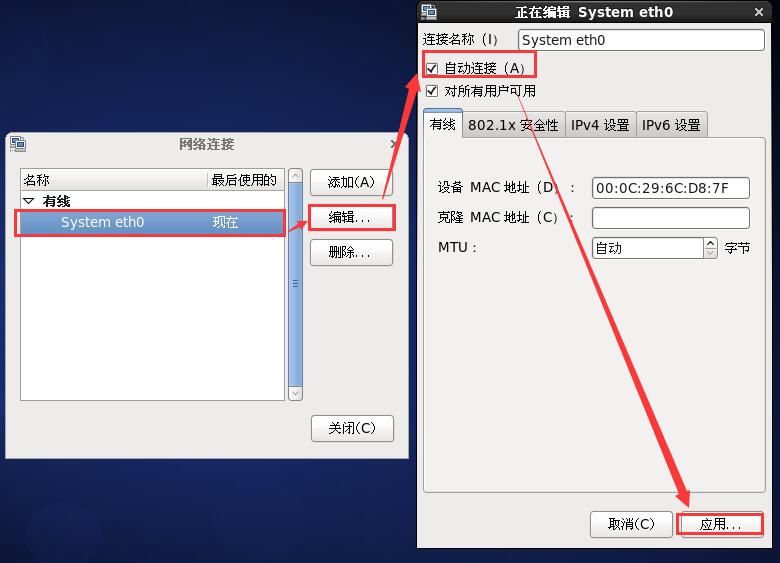 网络连接
名称 最后使用的
有线
System eth0 现在
添加(A)
编辑...
删除...
关闭(C)
正在编辑 System eth0
连接名称（I） System eth0
自动连接（A）
对所有用户可用
有线 802.1x 安全性 IPv4 设置 IPv6 设置
设备 MAC 地址（D）： 00:0C:29:6C:D8:7F
克隆 MAC 地址（C）：
MTU： 自动 字节
取消(C) 应用...